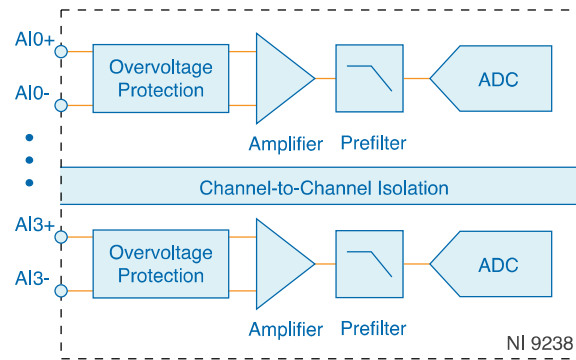 AI0+
Overvoltage
Protection
ADC
AI0-
Amplifier
Prefilter
Channel-to-Channel Isolation
AI3+
Overvoltage
Protection
ADC
AI3-
Amplifier
Prefilter
NI 9238